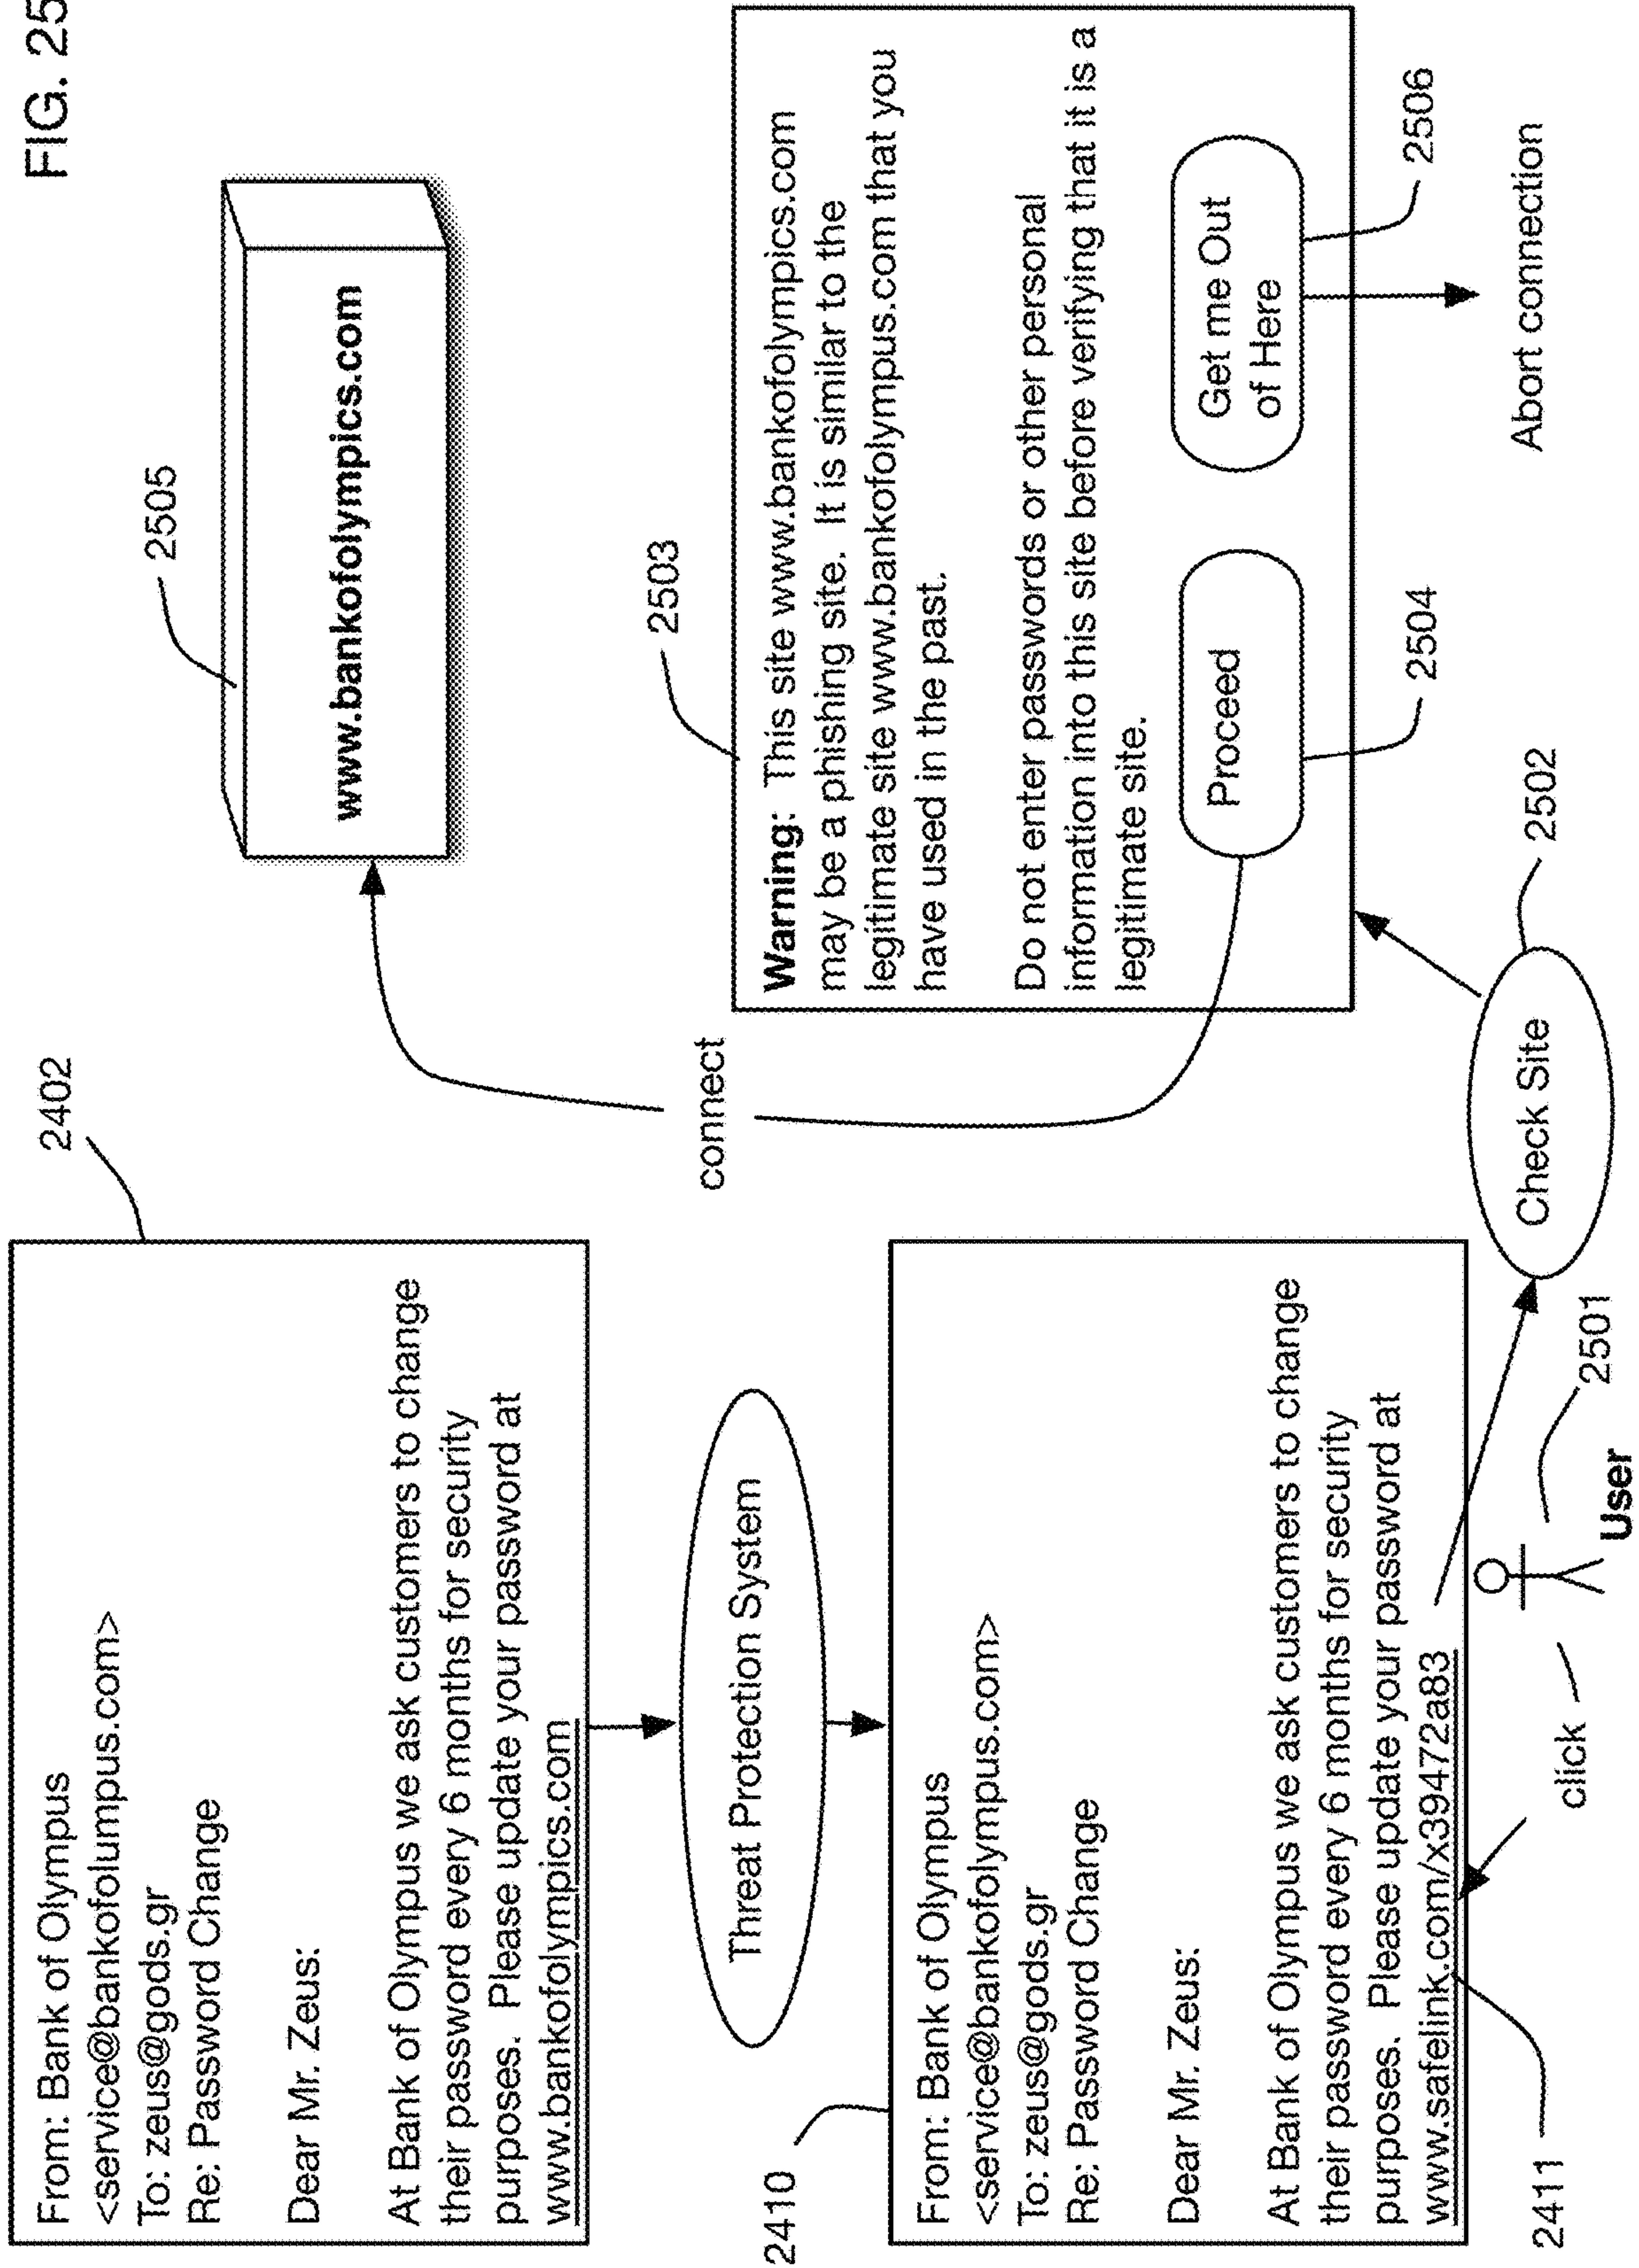 FIG. 25
2402
From: Bank of Olympus
<service@bankofolumpus.com>
To: zeus@gods.gr
Re: Password Change
Dear Mr. Zeus:
At Bank of Olympus we ask customers to change
their password every 6 months for security
purposes.  Please update your password at
www.bankofolympics.com
Threat Protection System
2410
From: Bank of Olympus
<service@bankofolympus.com>
To: zeus@gods.gr
Re: Password Change
Dear Mr. Zeus:
At Bank of Olympus we ask customers to change
their password every 6 months for security
purposes.  Please update your password at
www.safelink.com/x39472a83
2411
click
User
2501
Check Site
2502
connect
2505
www.bankofolympics.com
2503
Warning:  This site www.bankofolympics.com
may be a phishing site.  It is similar to the
legitimate site www.bankofolympus.com that you
have used in the past.
Do not enter passwords or other personal
information into this site before verifying that it is a
legitimate site.
Proceed
Get me Out
of Here
2504
2506
Abort connection